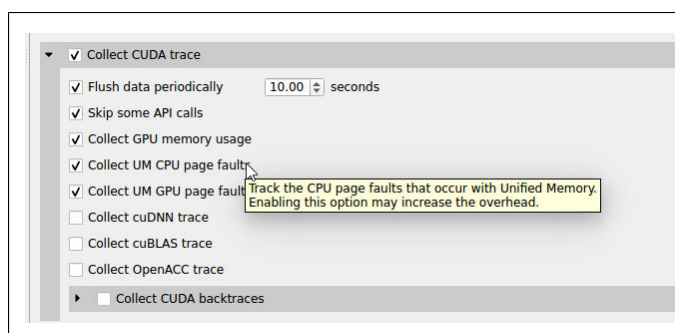 Collect CUDA trace
Flush data periodically 10.00 seconds
Skip some API calls
Collect GPU memory usage
Collect UM CPU page faults
Collect UM GPU page fault
Track the CPU page faults that occur with Unified Memory.
Enabling this option may increase the overhead.
Collect cuDNN trace
Collect cuBLAS trace
Collect OpenACC trace
Collect CUDA backtraces